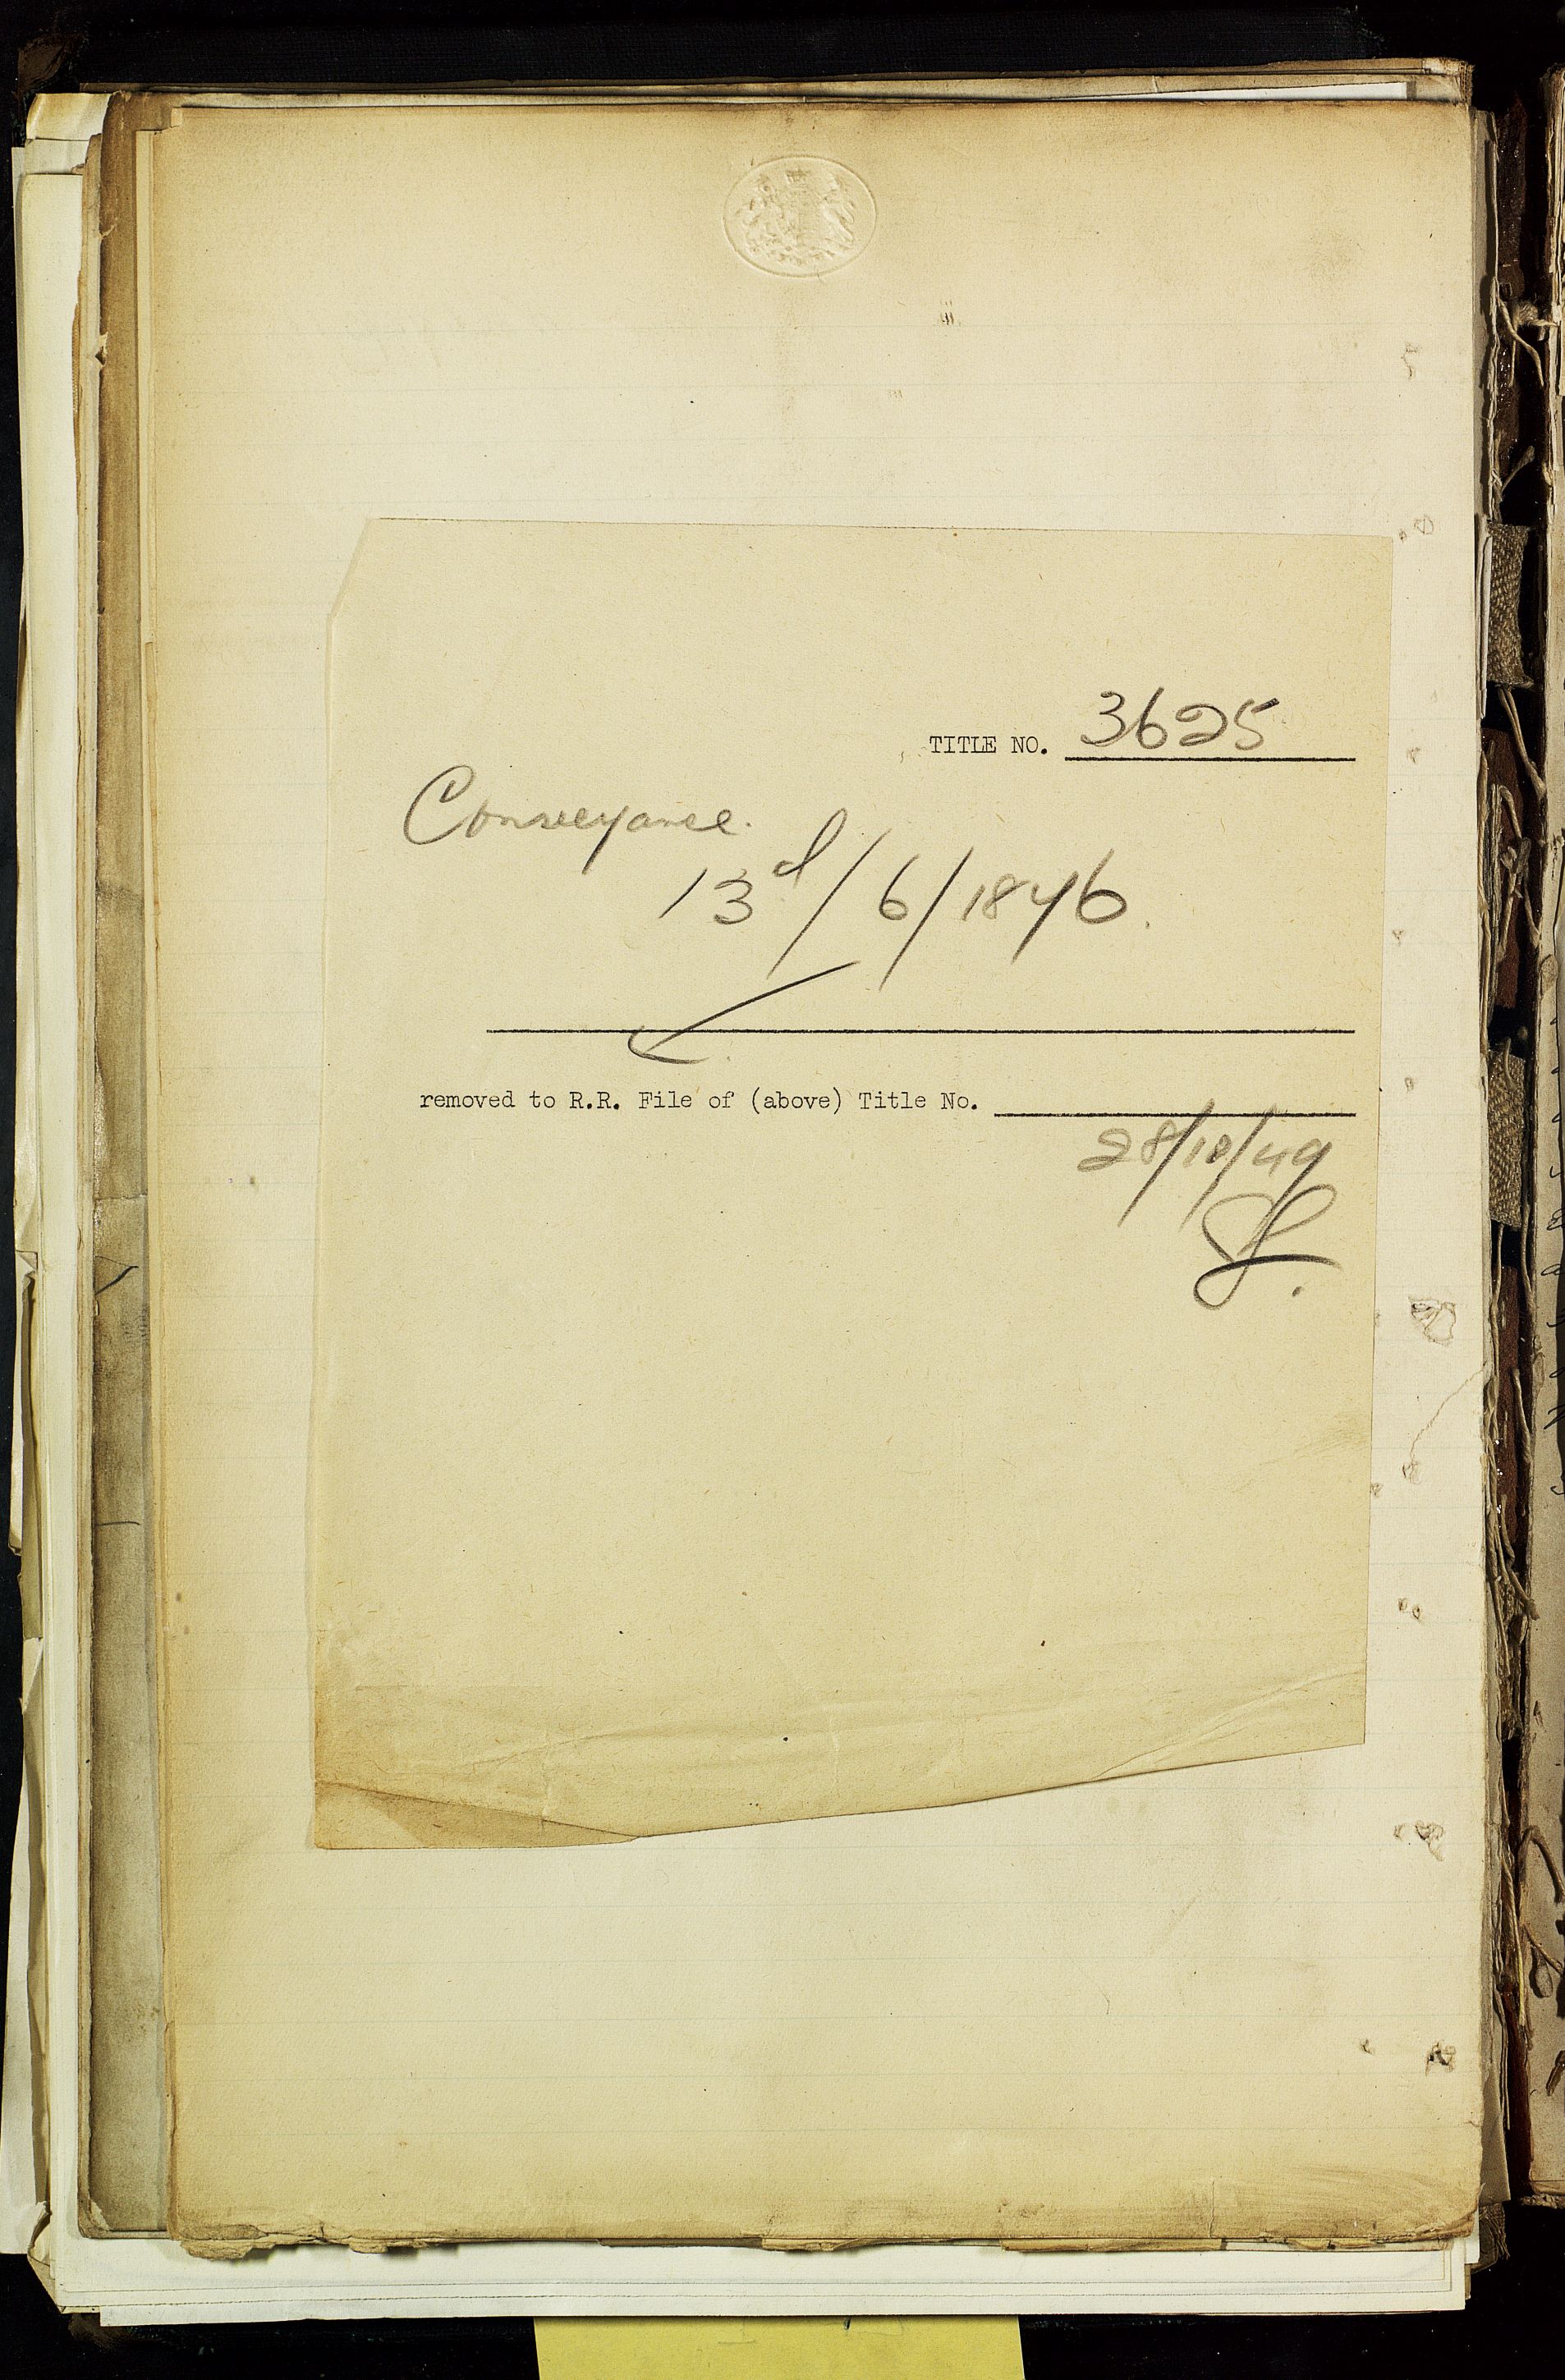 TITLE NO. 3625
Conveyance.
13d/6/1846.
removed to R.R. File of (above) Title No.
28/10/49